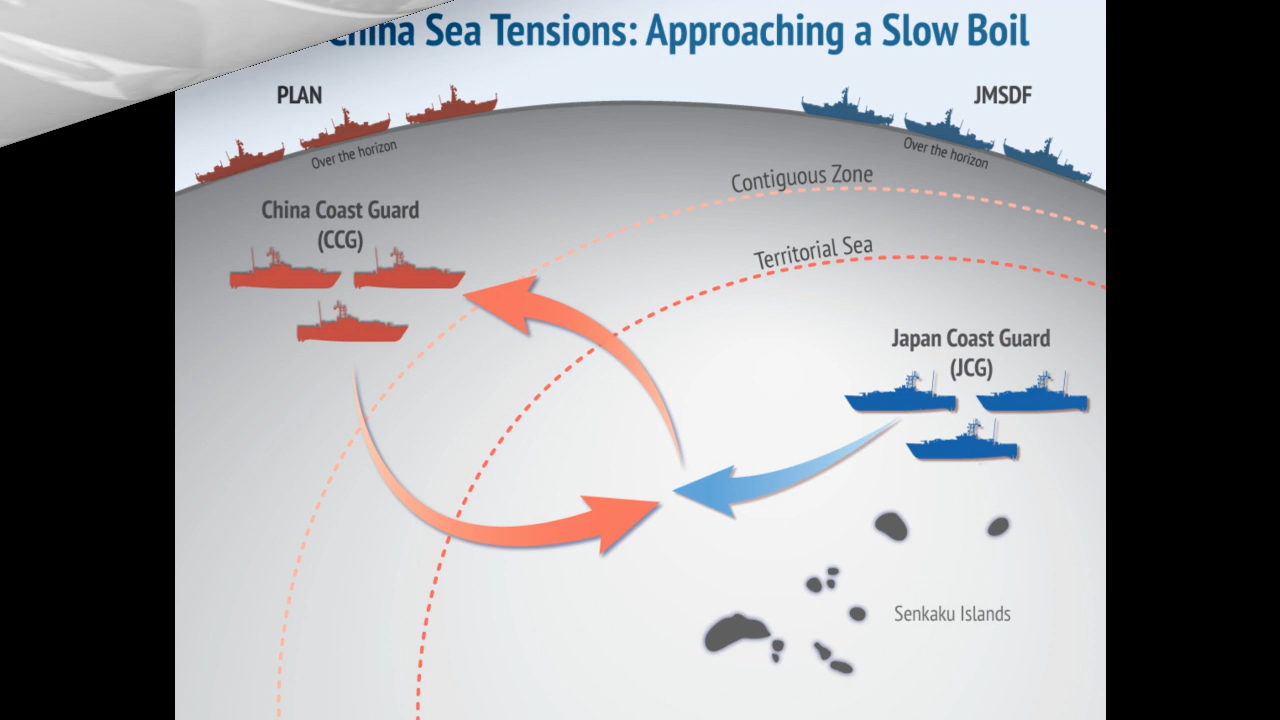 China Sea Tensions: Approaching a Slow Boil
PLAN
JMSDF
Over the horizon
Over the horizon
Contiguous Zone
China Coast Guard
(CCG)
Territorial Sea
Japan Coast Guard
(JCG)
Senkaku Islands